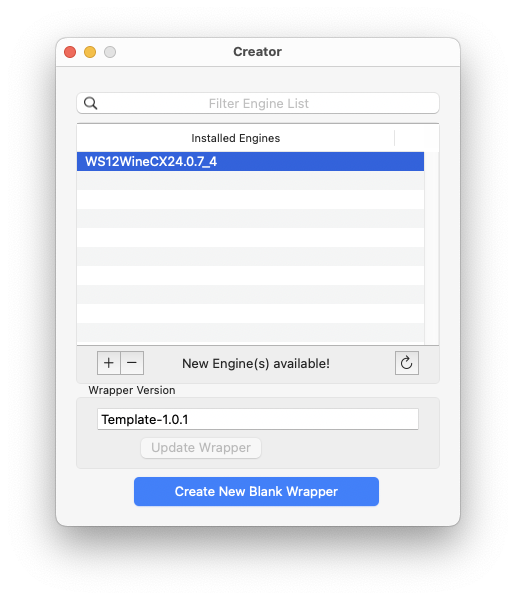 Creator
Filter Engine List
Installed Engines
WS12WineCX24.0.7_4
+ − New Engine(s) available!
Wrapper Version
Template-1.0.1
Update Wrapper
Create New Blank Wrapper